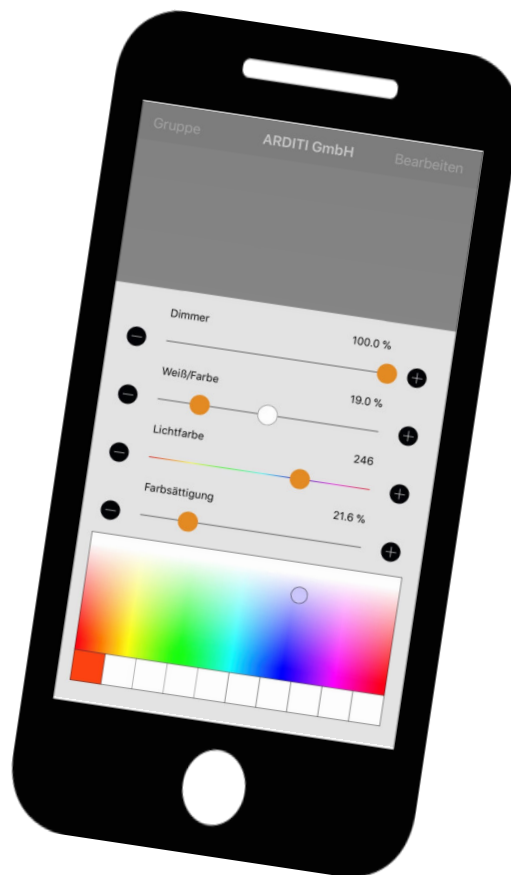 Gruppe ARDITI GmbH Bearbeiten
Dimmer 100.0 %
Weiß/Farbe 19.0 %
Lichtfarbe 246
Farbsättigung 21.6 %